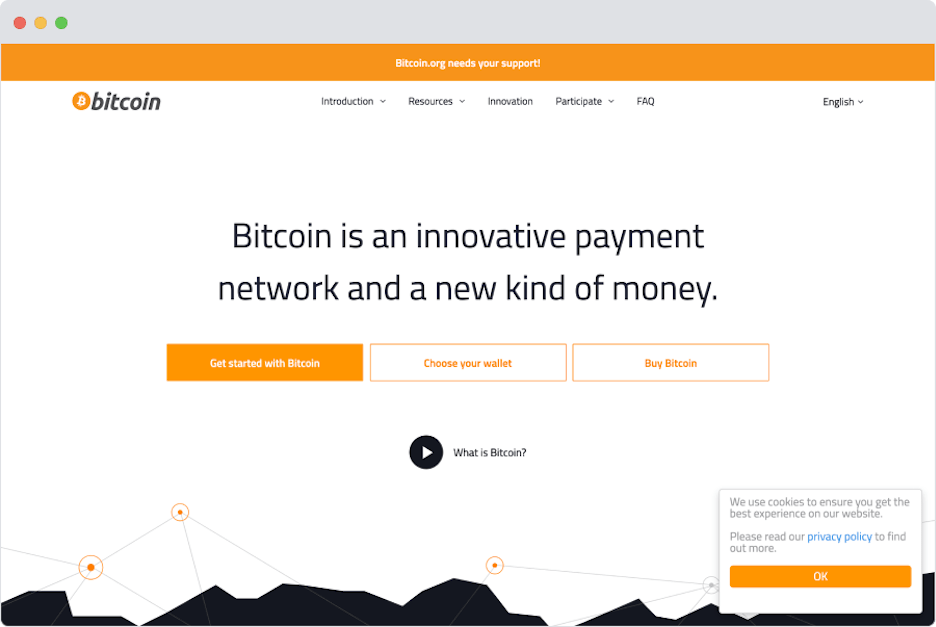 Bitcoin.org needs your support!
bitcoin
Introduction
Resources
Innovation
Participate
FAQ
English
Bitcoin is an innovative payment
network and a new kind of money.
Get started with Bitcoin
Choose your wallet
Buy Bitcoin
What is Bitcoin?
We use cookies to ensure you get the
best experience on our website.
Please read our privacy policy to find
out more.
OK